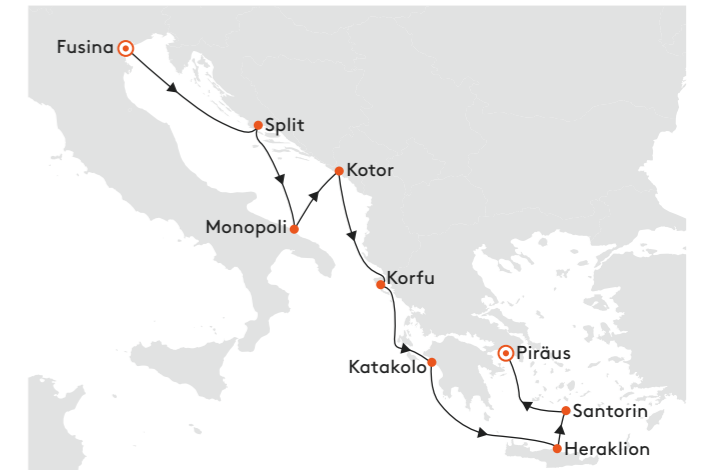 Fusina
Split
Kotor
Monopoli
Korfu
Piräus
Katakolo
Santorin
Heraklion